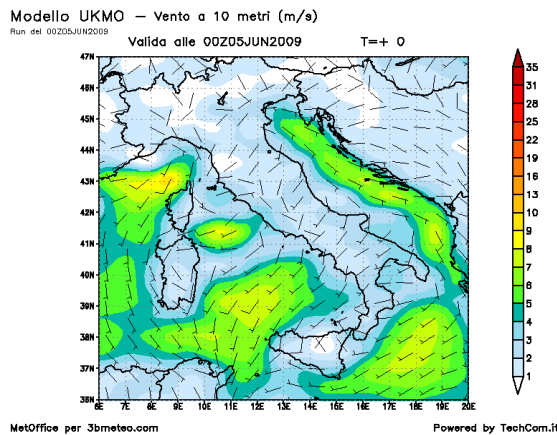 Modello UKMO – Vento a 10 metri (m/s)
Run del 00Z05JUN2009
Valida alle 00Z05JUN2009 T=+ 0
47N
46N
45N
44N
43N
42N
41N
40N
39N
38N
37N
36N
6E 7E 8E 9E 10E 11E 12E 13E 14E 15E 16E 17E 18E 19E 20E
35
31
28
25
22
19
16
13
10
9
8
7
6
5
4
3
2
1
MetOffice per 3bmeteo.com Powered by TechCom.it